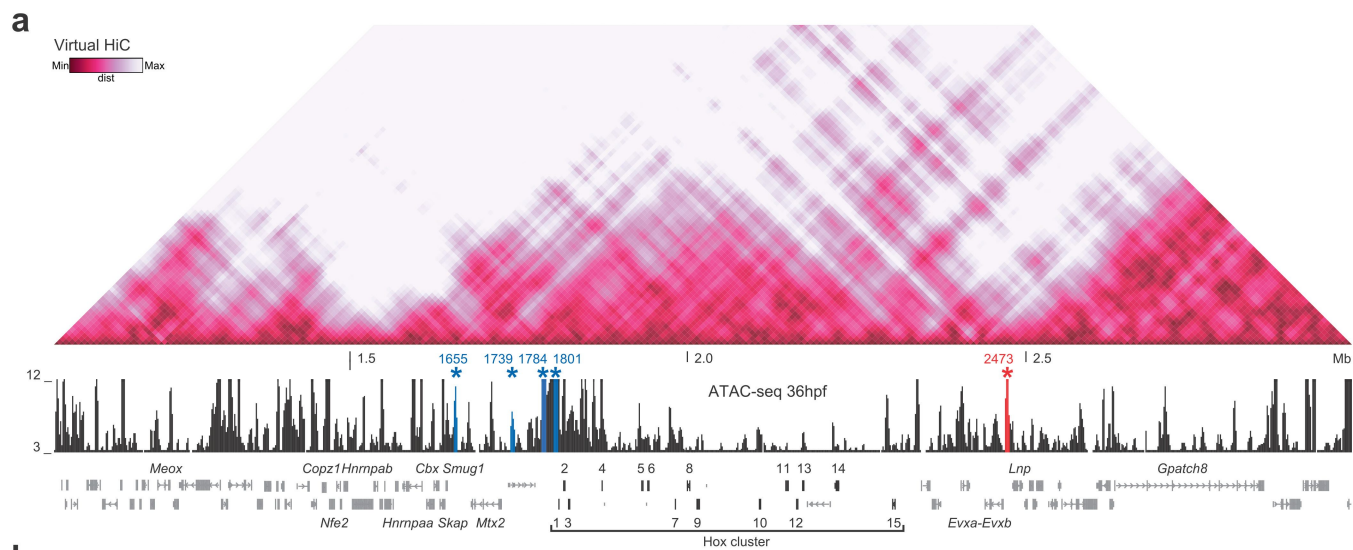 a
Virtual HiC
Min Max
dist
1.5 1655 1739 1784 1801 2.0 2473 2.5 Mb
* * * * *
12
ATAC-seq 36hpf
3
Meox Copz1 Hnrnpab Cbx Smug1 2 4 5 6 8 11 13 14 Lnp Gpatch8
Nfe2 Hnrnpaa Skap Mtx2 1 3 7 9 10 12 15 Evxa-Evxb
Hox cluster